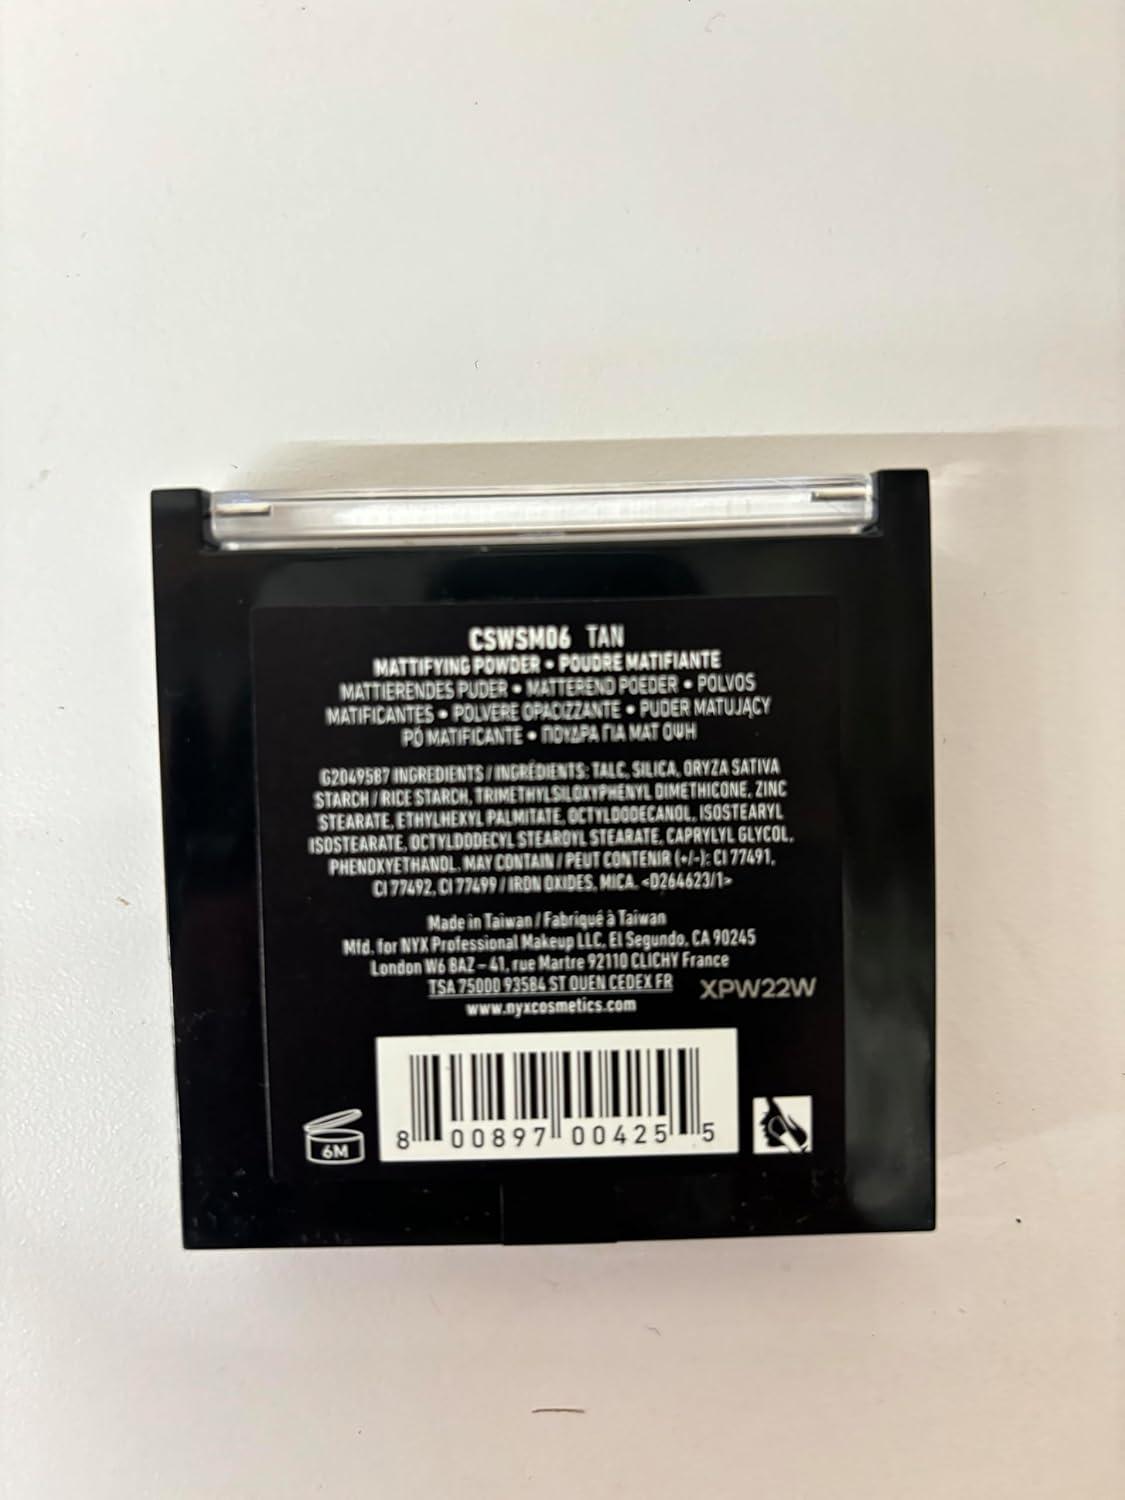 CSWSM06 TAN
MATTIFYING POWDER • POUDRE MATIFIANTE
MATTIERENDES PUDER • MATTEREND POEDER • POLVOS
MATIFICANTES • POLVERE OPACIZZANTE • PUDER MATUJĄCY
PÓ MATIFICANTE • ΠΟΥΔΡΑ ΓΙΑ ΜΑΤ ΟΨΗ
G2049587 INGREDIENTS / INGRÉDIENTS: TALC, SILICA, ORYZA SATIVA
STARCH / RICE STARCH, TRIMETHYLSILOXYPHENYL DIMETHICONE, ZINC
STEARATE, ETHYLHEXYL PALMITATE, OCTYLDODECANOL, ISOSTEARYL
ISOSTEARATE, OCTYLDODECYL STEAROYL STEARATE, CAPRYLYL GLYCOL,
PHENOXYETHANOL. MAY CONTAIN / PEUT CONTENIR (+/-): CI 77491,
CI 77492, CI 77499 / IRON OXIDES, MICA. <D264623/1>
Made in Taiwan / Fabriqué à Taiwan
Mfd. for NYX Professional Makeup LLC, El Segundo, CA 90245
London W6 8AZ – 41, rue Martre 92110 CLICHY France
TSA 75000 93584 ST OUEN CEDEX FR
XPW22W
www.nyxcosmetics.com
8 00897 00425 5
6M